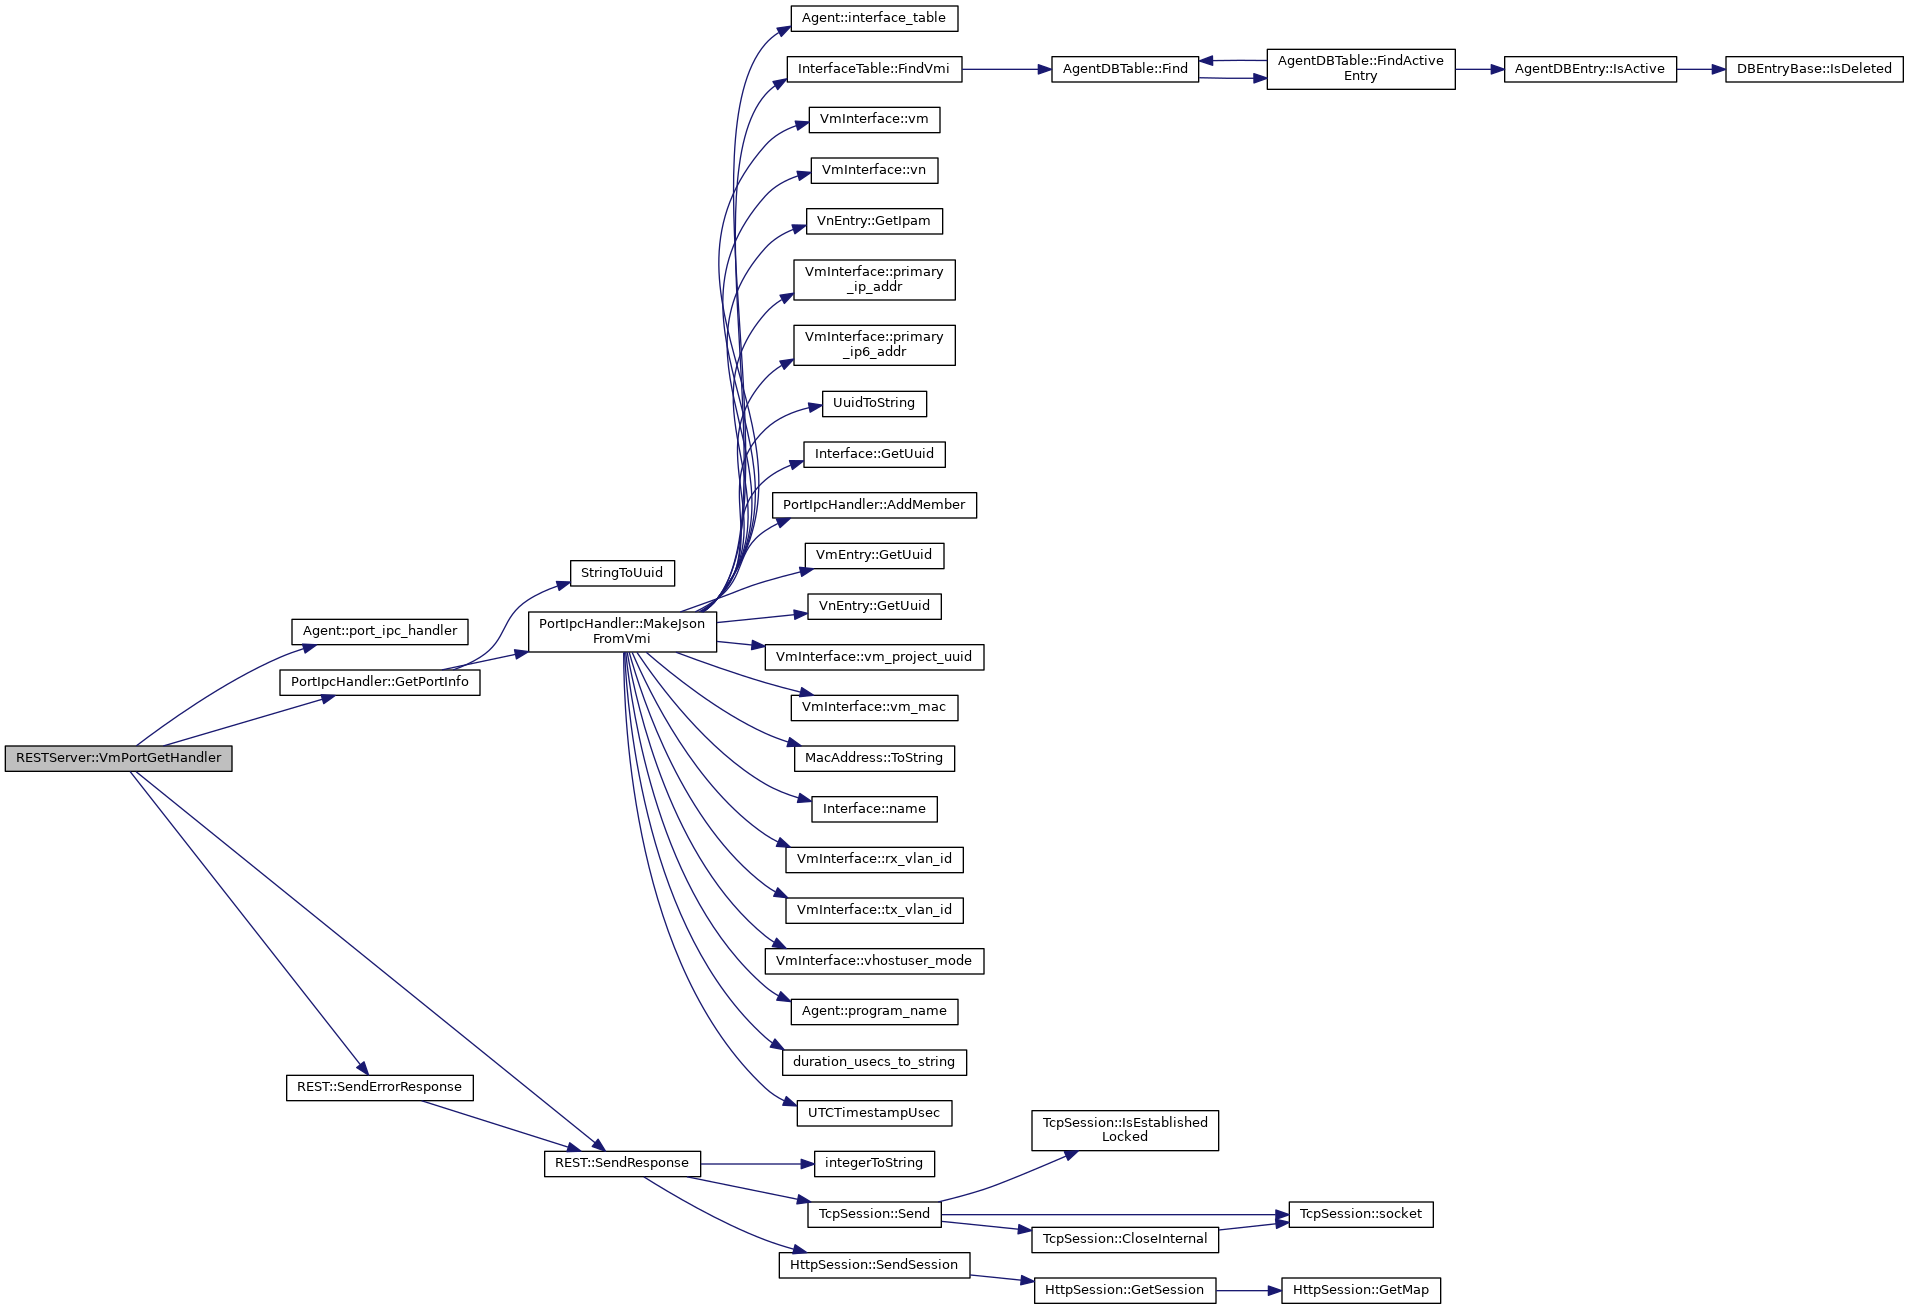 Agent::interface_table
InterfaceTable::FindVmi
AgentDBTable::Find
AgentDBTable::FindActive
Entry
AgentDBEntry::IsActive
DBEntryBase::IsDeleted
VmInterface::vm
VmInterface::vn
VnEntry::GetIpam
VmInterface::primary
_ip_addr
VmInterface::primary
_ip6_addr
UuidToString
Interface::GetUuid
PortIpcHandler::AddMember
VmEntry::GetUuid
StringToUuid
VnEntry::GetUuid
PortIpcHandler::MakeJson
FromVmi
Agent::port_ipc_handler
VmInterface::vm_project_uuid
PortIpcHandler::GetPortInfo
VmInterface::vm_mac
RESTServer::VmPortGetHandler
MacAddress::ToString
Interface::name
VmInterface::rx_vlan_id
VmInterface::tx_vlan_id
VmInterface::vhostuser_mode
Agent::program_name
duration_usecs_to_string
REST::SendErrorResponse
UTCTimestampUsec
TcpSession::IsEstablished
Locked
REST::SendResponse
integerToString
TcpSession::Send
TcpSession::socket
TcpSession::CloseInternal
HttpSession::SendSession
HttpSession::GetSession
HttpSession::GetMap